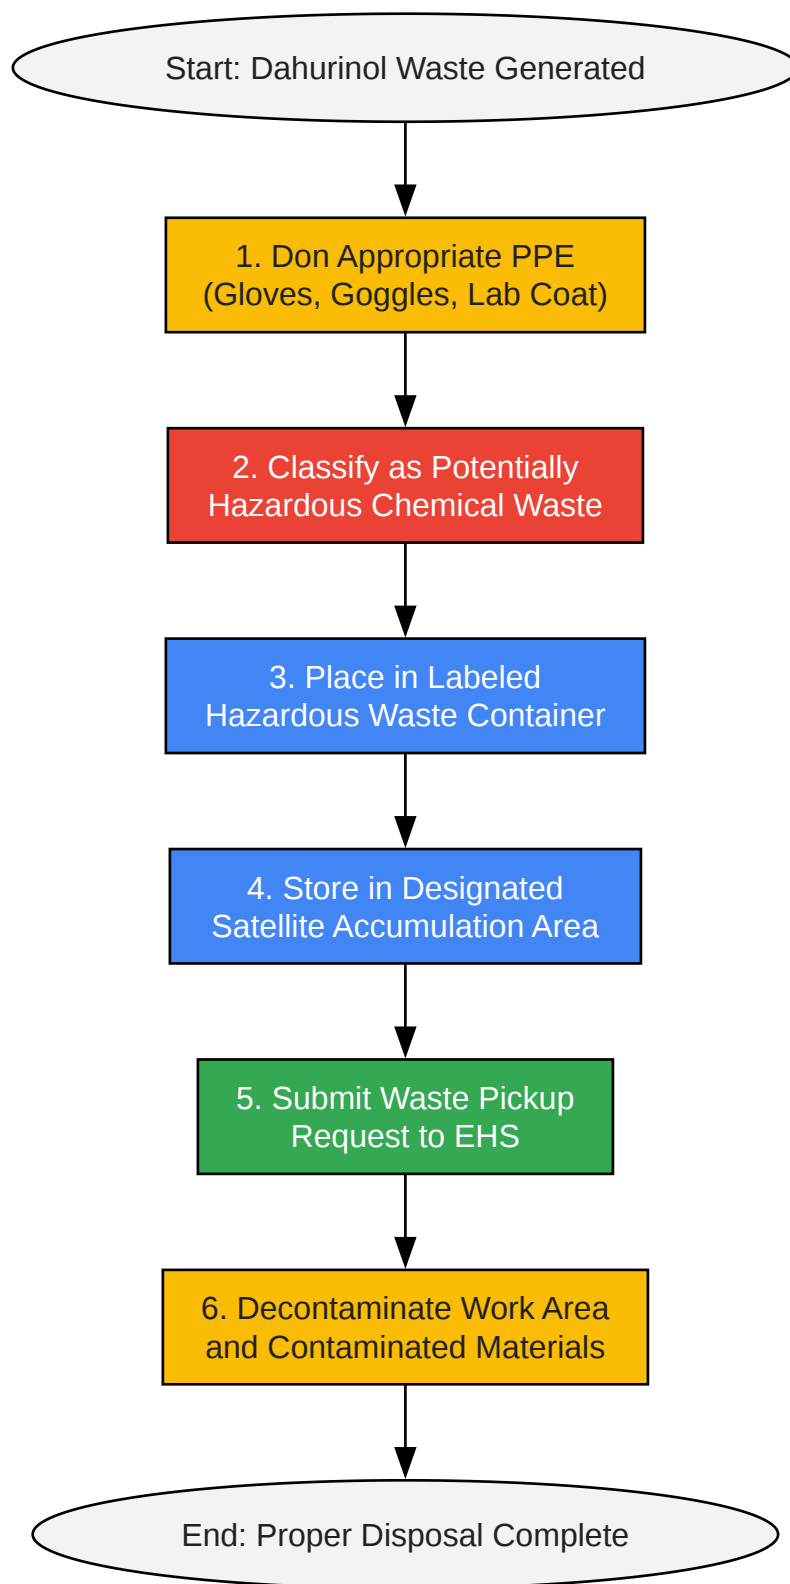 Start: Dahurinol Waste Generated
1. Don Appropriate PPE
(Gloves, Goggles, Lab Coat)
2. Classify as Potentially
Hazardous Chemical Waste
3. Place in Labeled
Hazardous Waste Container
4. Store in Designated
Satellite Accumulation Area
5. Submit Waste Pickup
Request to EHS
6. Decontaminate Work Area
and Contaminated Materials
End: Proper Disposal Complete